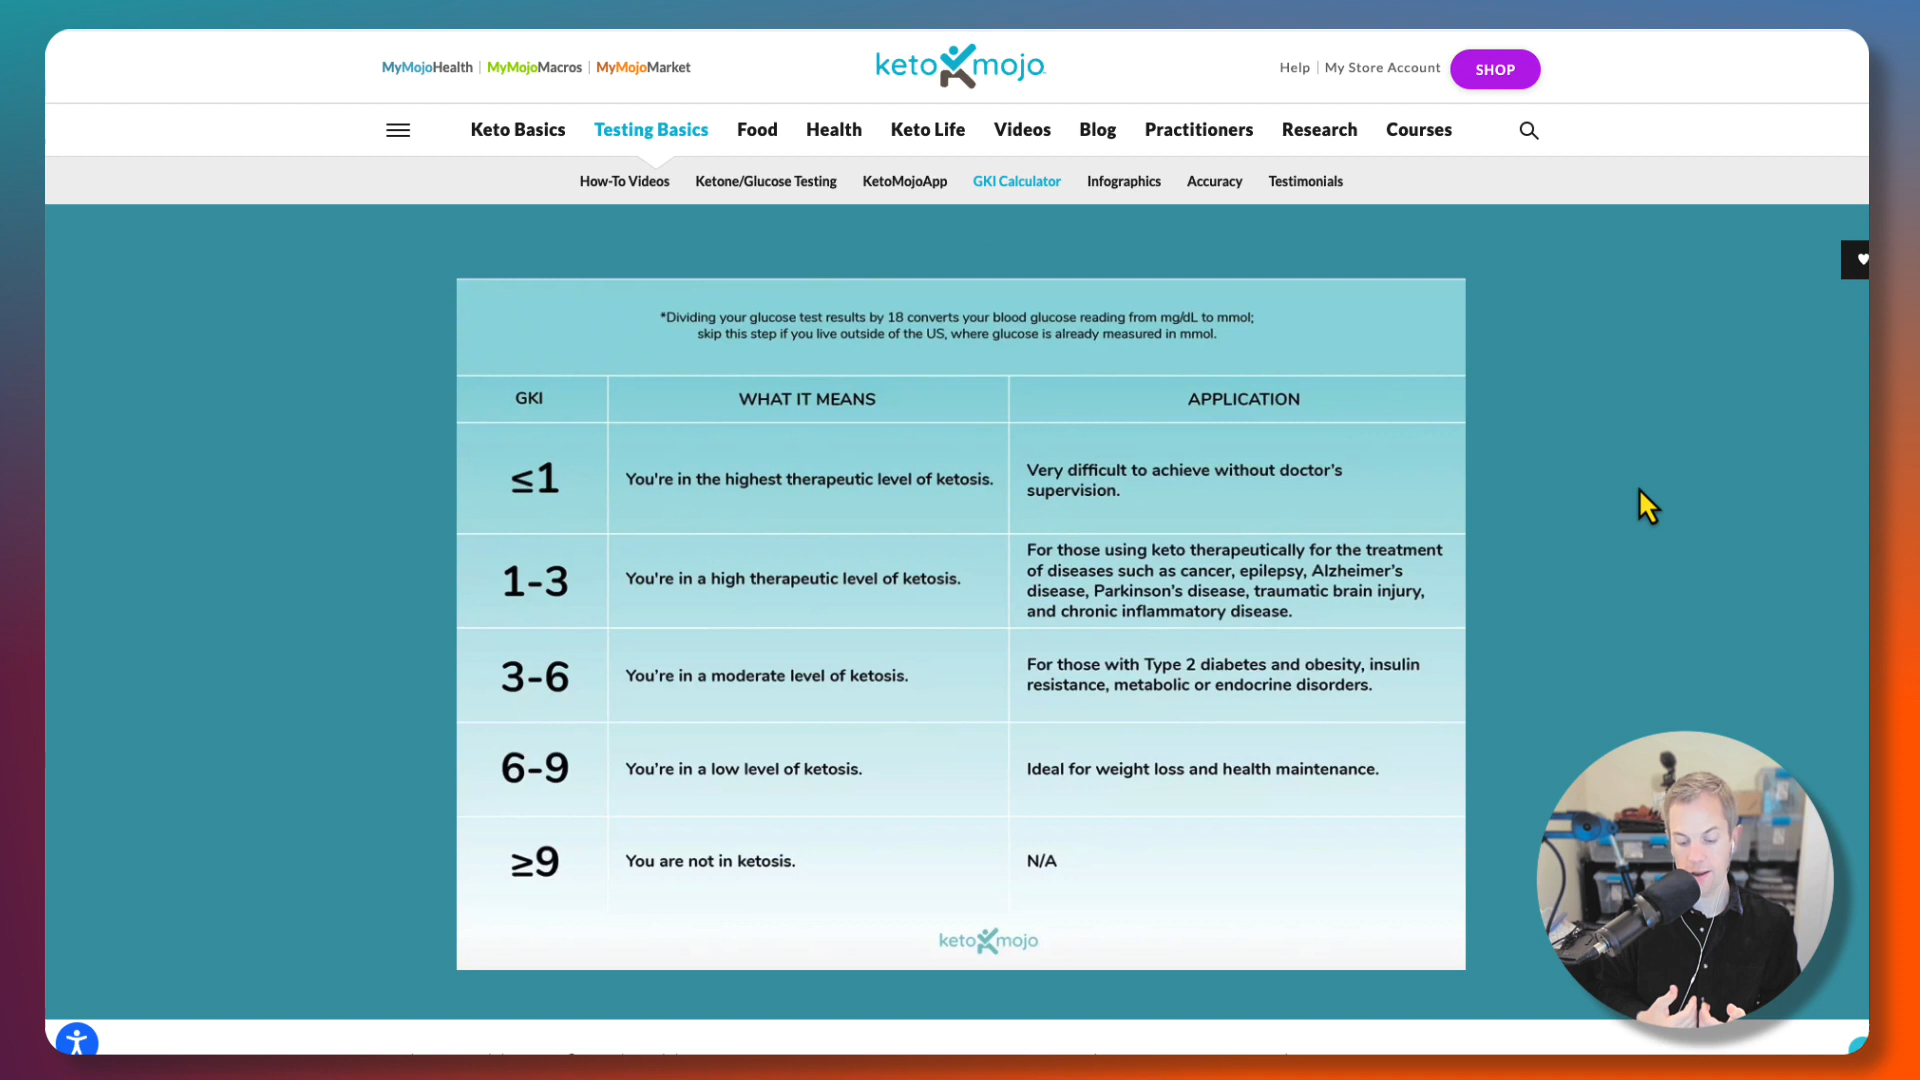 MyMojoHealth | MyMojoMacros | MyMojoMarket
keto mojo
Help | My Store Account
SHOP
Keto Basics
Testing Basics
Food
Health
Keto Life
Videos
Blog
Practitioners
Research
Courses
How-To Videos
Ketone/Glucose Testing
KetoMojoApp
GKI Calculator
Infographics
Accuracy
Testimonials
*Dividing your glucose test results by 18 converts your blood glucose reading from mg/dL to mmol;
skip this step if you live outside of the US, where glucose is already measured in mmol.
GKI
WHAT IT MEANS
APPLICATION
≤1
You're in the highest therapeutic level of ketosis.
Very difficult to achieve without doctor's
supervision.
1-3
You're in a high therapeutic level of ketosis.
For those using keto therapeutically for the treatment
of diseases such as cancer, epilepsy, Alzheimer's
disease, Parkinson's disease, traumatic brain injury,
and chronic inflammatory disease.
3-6
You're in a moderate level of ketosis.
For those with Type 2 diabetes and obesity, insulin
resistance, metabolic or endocrine disorders.
6-9
You're in a low level of ketosis.
Ideal for weight loss and health maintenance.
≥9
You are not in ketosis.
N/A
keto mojo